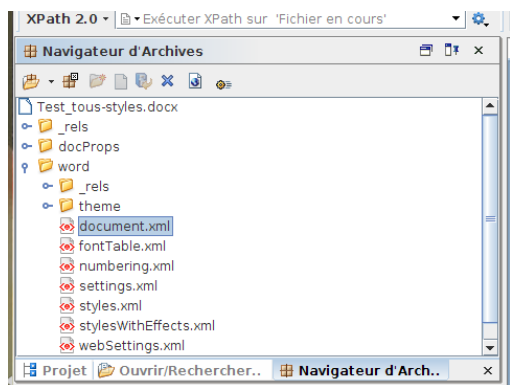 XPath 2.0 Exécuter XPath sur 'Fichier en cours'
Navigateur d'Archives
Test_tous-styles.docx
_rels
docProps
word
_rels
theme
document.xml
fontTable.xml
numbering.xml
settings.xml
styles.xml
stylesWithEffects.xml
webSettings.xml
Projet Ouvrir/Rechercher.. Navigateur d'Arch..